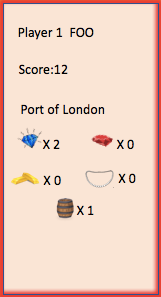 Player 1  FOO
Score:12
Port of London
X 2 X 0
X 0 X 0
X 1